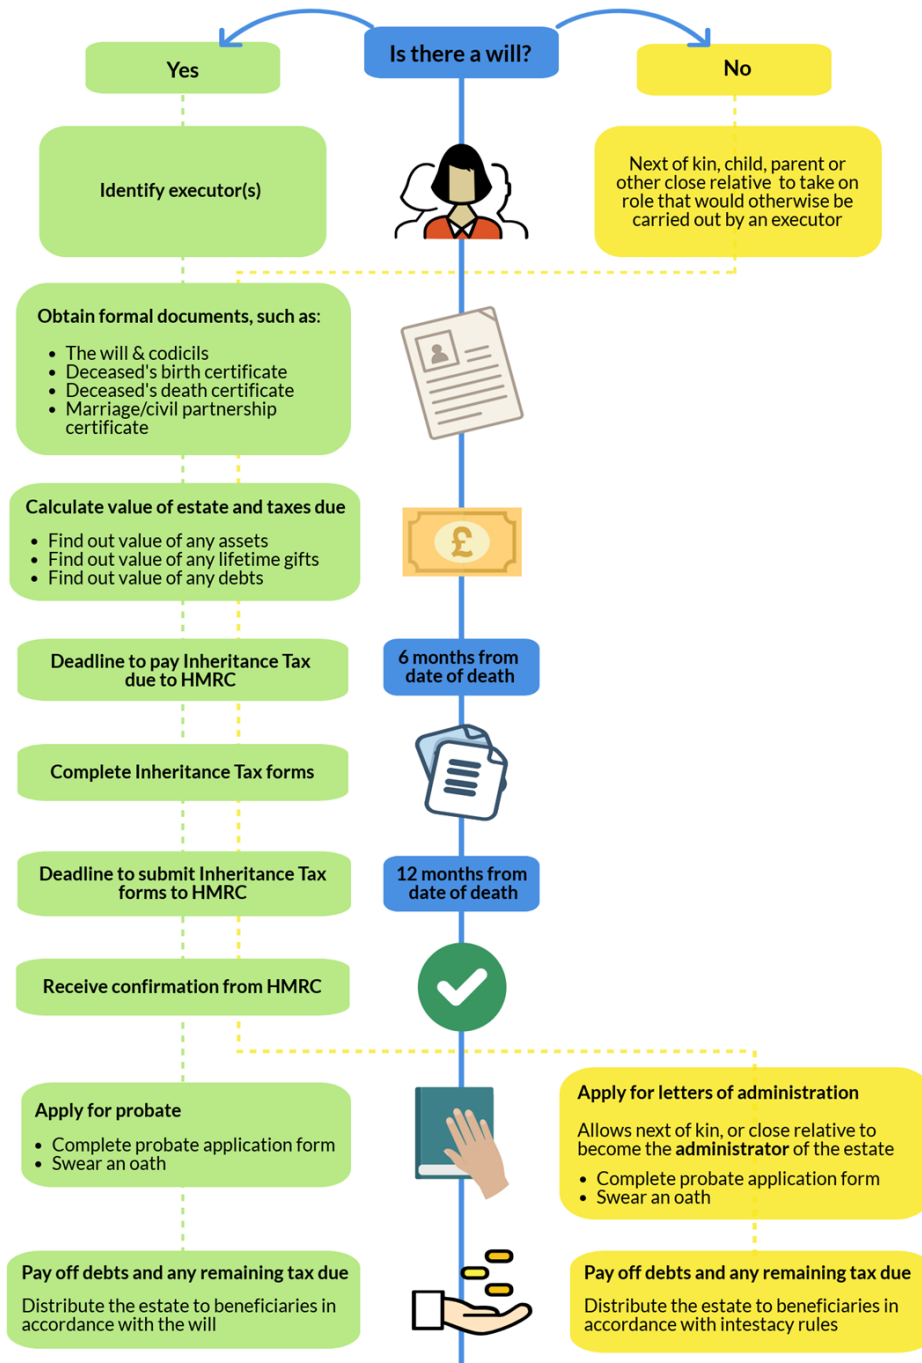 Is there a will?
Yes
No
Identify executor(s)
Next of kin, child, parent or
other close relative to take on
role that would otherwise be
carried out by an executor
Obtain formal documents, such as:
• The will & codicils
• Deceased's birth certificate
• Deceased's death certificate
• Marriage/civil partnership
certificate
Calculate value of estate and taxes due
• Find out value of any assets
• Find out value of any lifetime gifts
• Find out value of any debts
£
Deadline to pay Inheritance Tax
due to HMRC
6 months from
date of death
Complete Inheritance Tax forms
Deadline to submit Inheritance Tax
forms to HMRC
12 months from
date of death
Receive confirmation from HMRC
Apply for probate
• Complete probate application form
• Swear an oath
Apply for letters of administration
Allows next of kin, or close relative to
become the administrator of the estate
• Complete probate application form
• Swear an oath
Pay off debts and any remaining tax due
Distribute the estate to beneficiaries in
accordance with the will
Pay off debts and any remaining tax due
Distribute the estate to beneficiaries in
accordance with intestacy rules